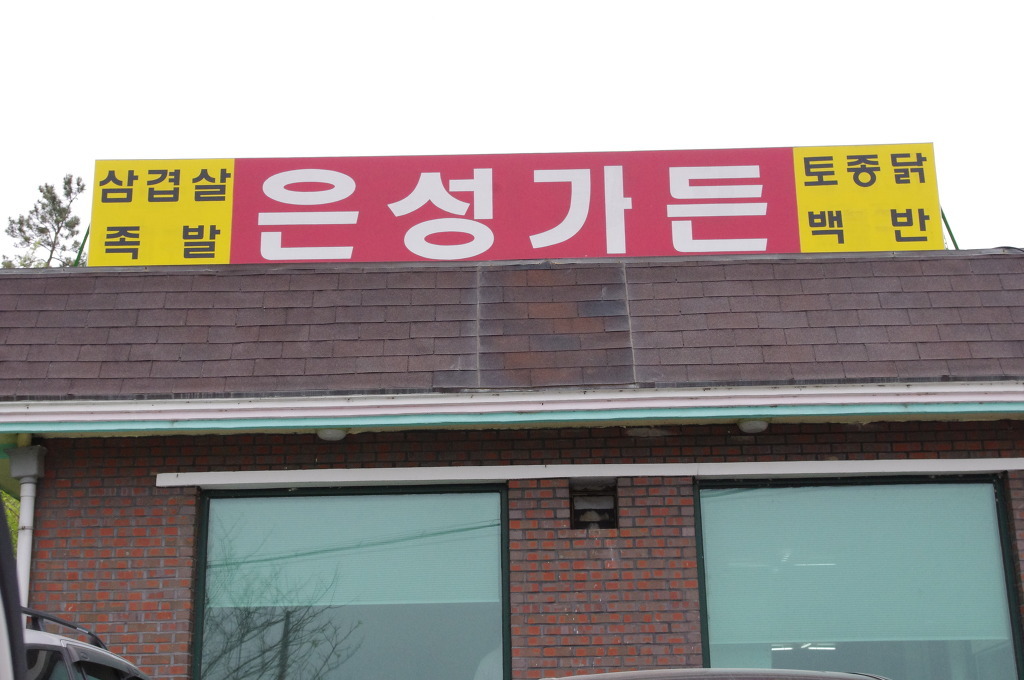 삼겹살
족발
은성가든
토종닭
백반